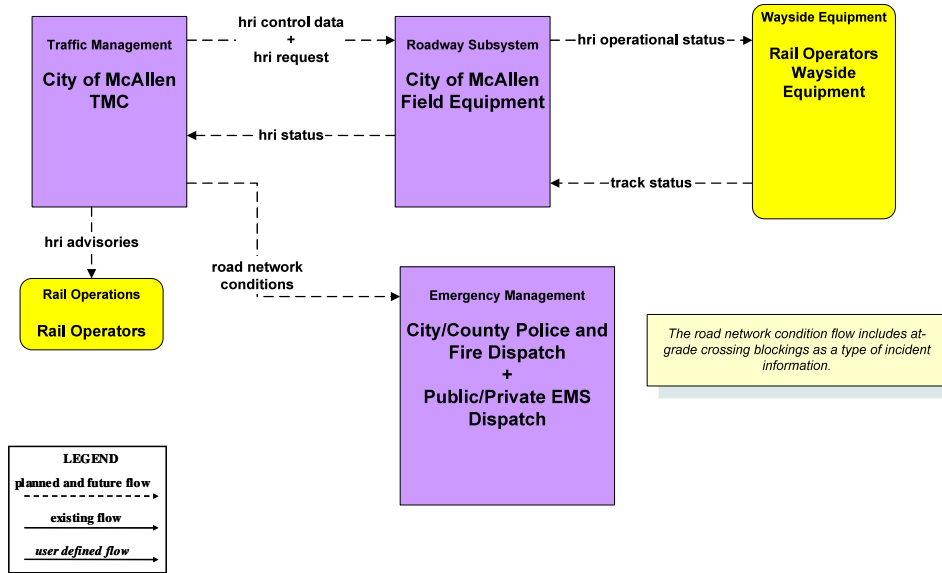 Traffic Management
City of McAllen
TMC
hri control data
+
hri request
Roadway Subsystem
City of McAllen
Field Equipment
hri operational status
Wayside Equipment
Rail Operators
Wayside
Equipment
hri status
track status
hri advisories
road network
conditions
Rail Operations
Rail Operators
Emergency Management
City/County Police and
Fire Dispatch
+
Public/Private EMS
Dispatch
The road network condition flow includes at-
grade crossing blockings as a type of incident
information.
LEGEND
planned and future flow
existing flow
user defined flow